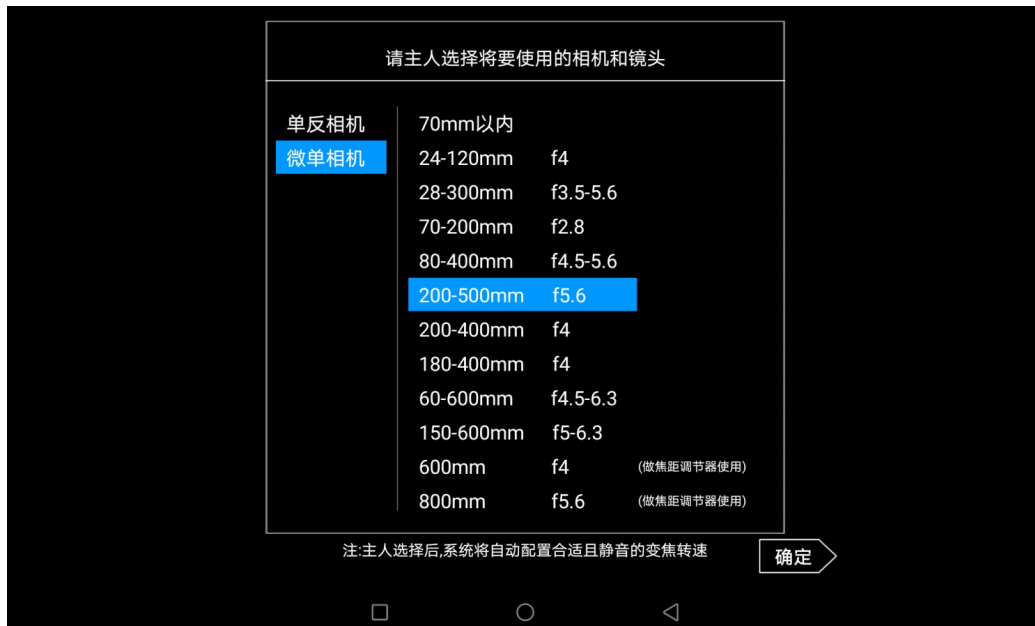 请主人选择将要使用的相机和镜头
单反相机 70mm以内
微单相机 24-120mm f4
28-300mm f3.5-5.6
70-200mm f2.8
80-400mm f4.5-5.6
200-500mm f5.6
200-400mm f4
180-400mm f4
60-600mm f4.5-6.3
150-600mm f5-6.3
600mm f4 (做焦距调节器使用)
800mm f5.6 (做焦距调节器使用)
注:主人选择后,系统将自动配置合适且静音的变焦转速
确定